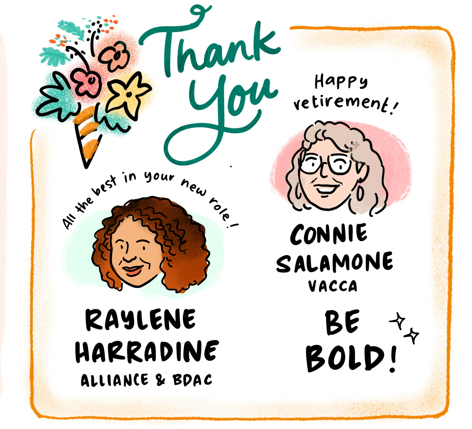 Thank
You
All the best in your new role!
RAYLENE
HARRADINE
ALLIANCE & BDAC
Happy
retirement!
CONNIE
SALAMONE
VACCA
BE
BOLD!